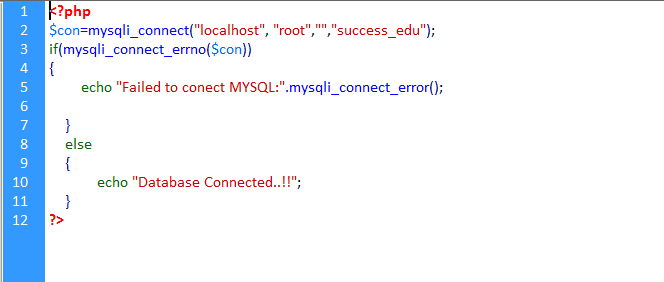 1 <?php
2 $con=mysqli_connect("localhost", "root","","success_edu");
3 if(mysqli_connect_errno($con))
4 {
5 echo "Failed to conect MYSQL:".mysqli_connect_error();
6
7 }
8 else
9 {
10 echo "Database Connected..!!";
11 }
12 ?>